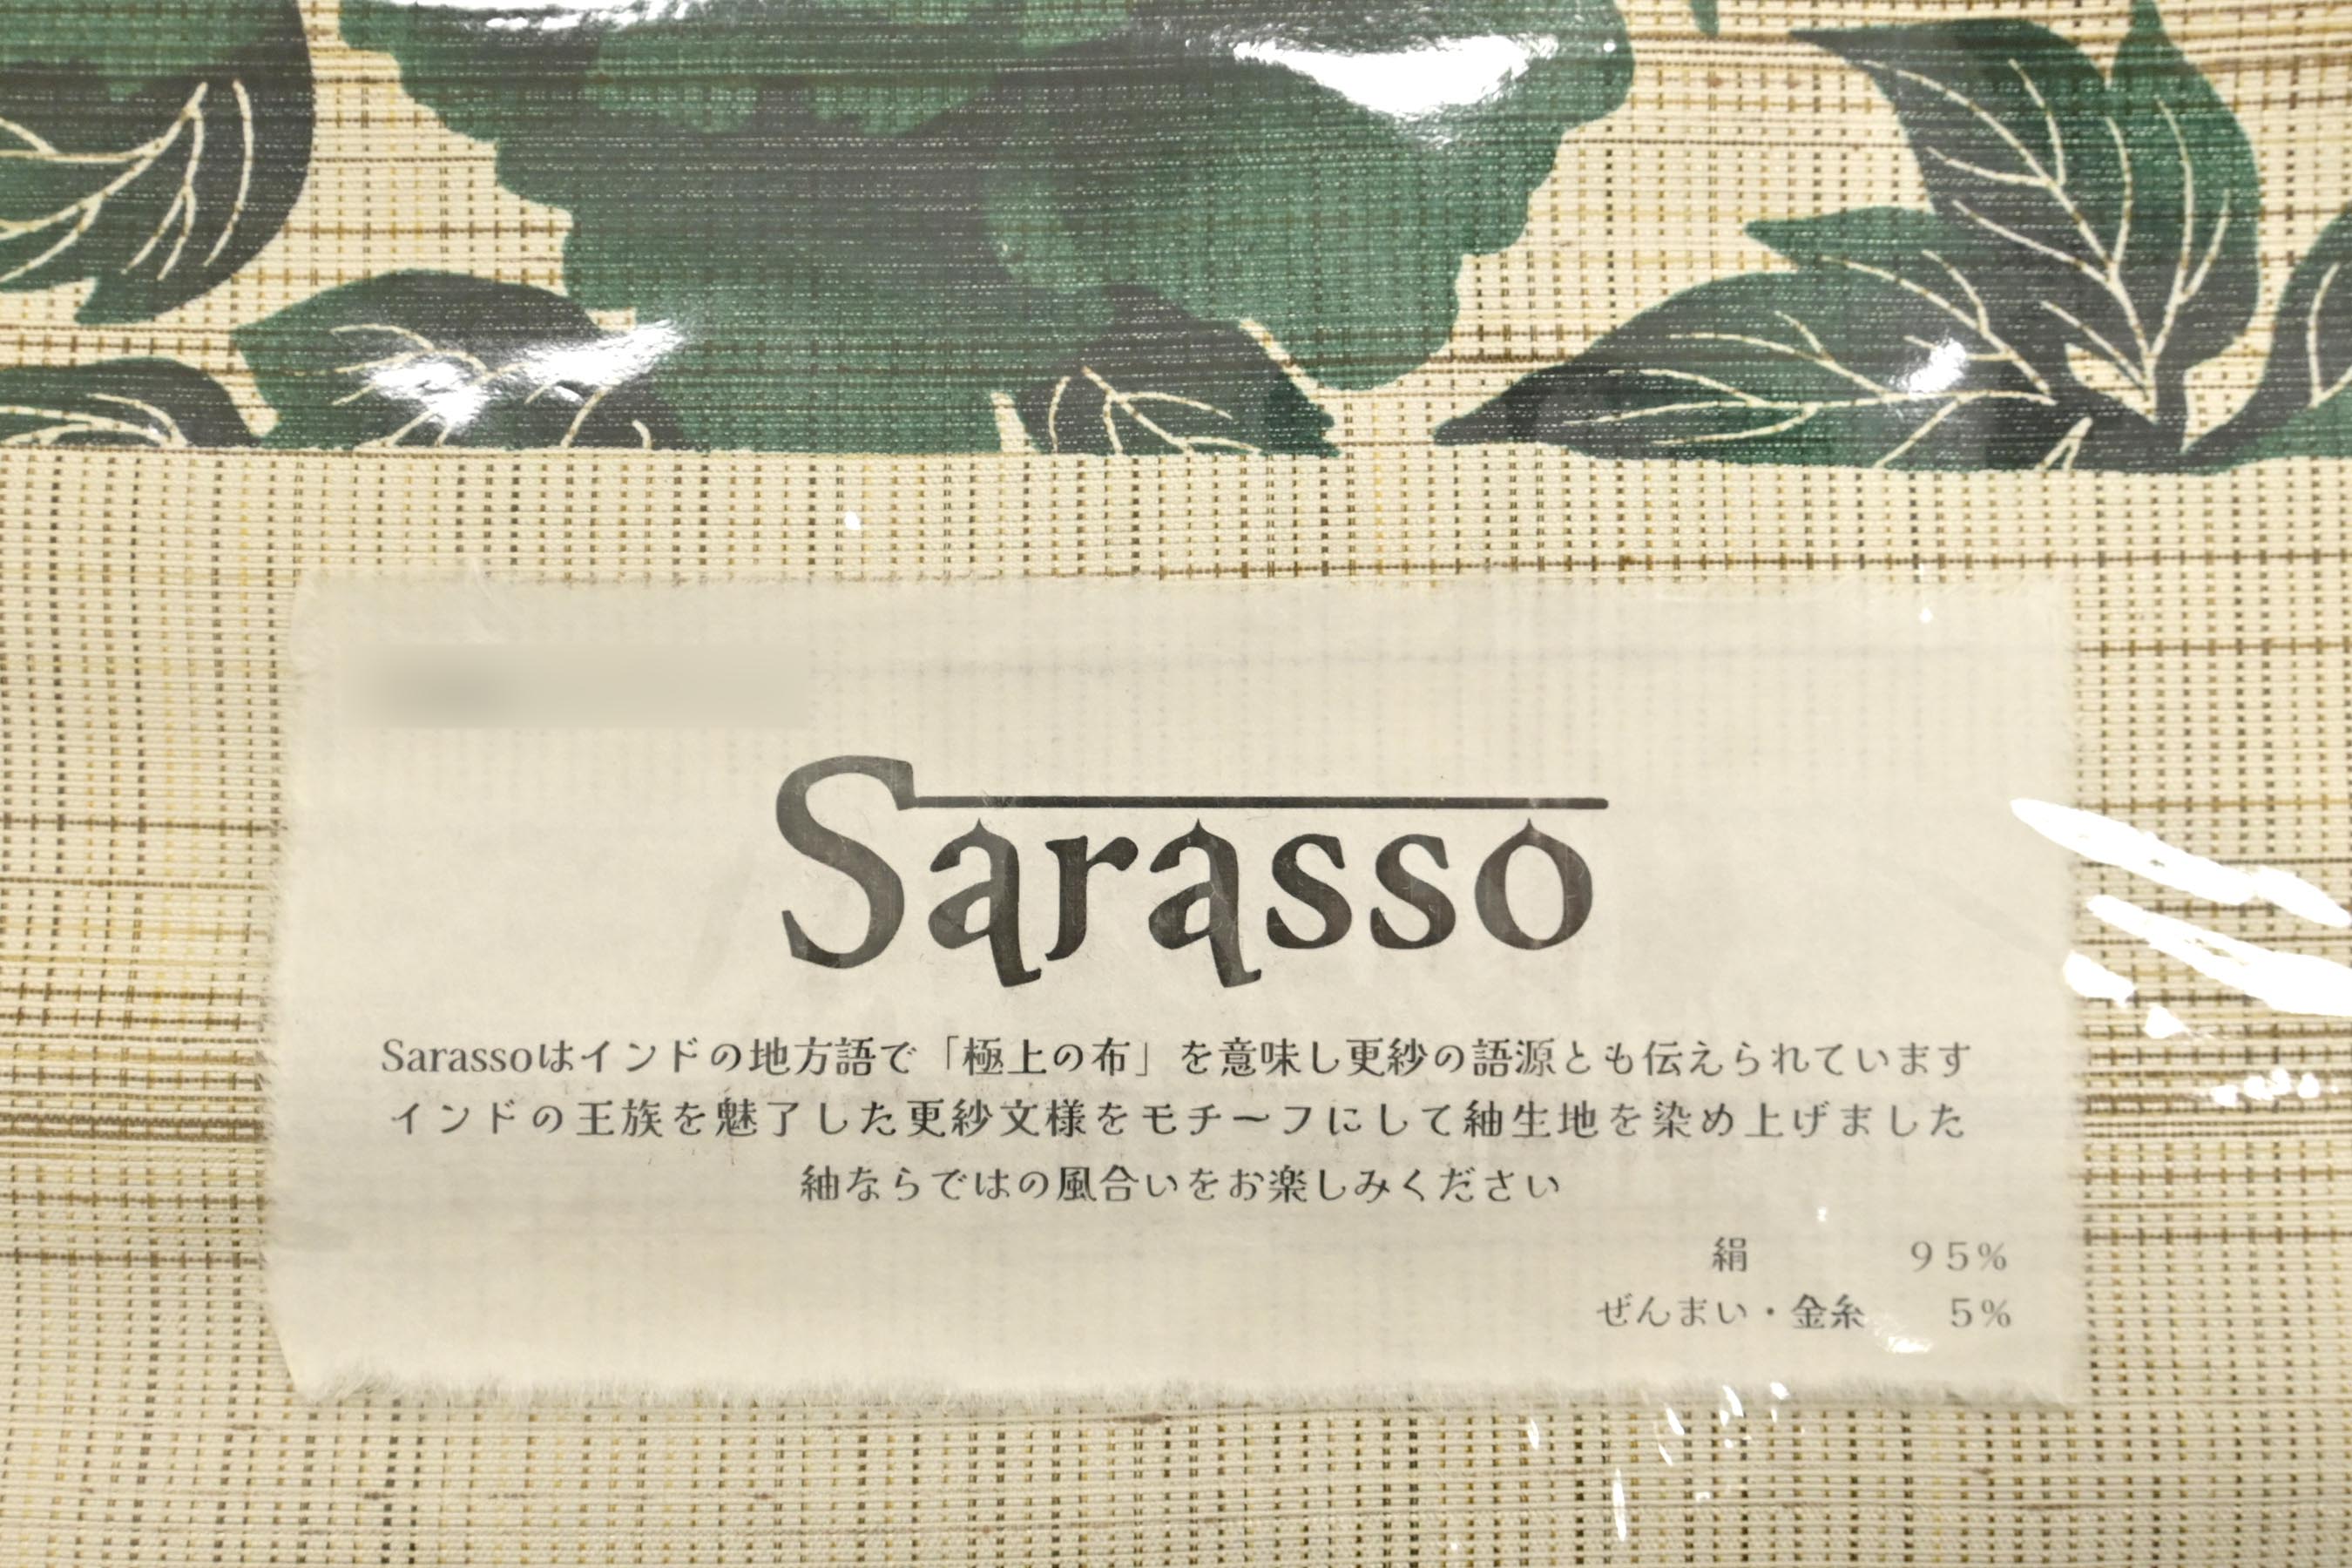 Sarasso
Sarassoはインドの地方語で「極上の布」を意味し更紗の語源とも伝えられています
インドの王族を魅了した更紗文様をモチーフにして紬生地を染め上げました
紬ならではの風合いをお楽しみください
絹 95%
ぜんまい・金糸 5%